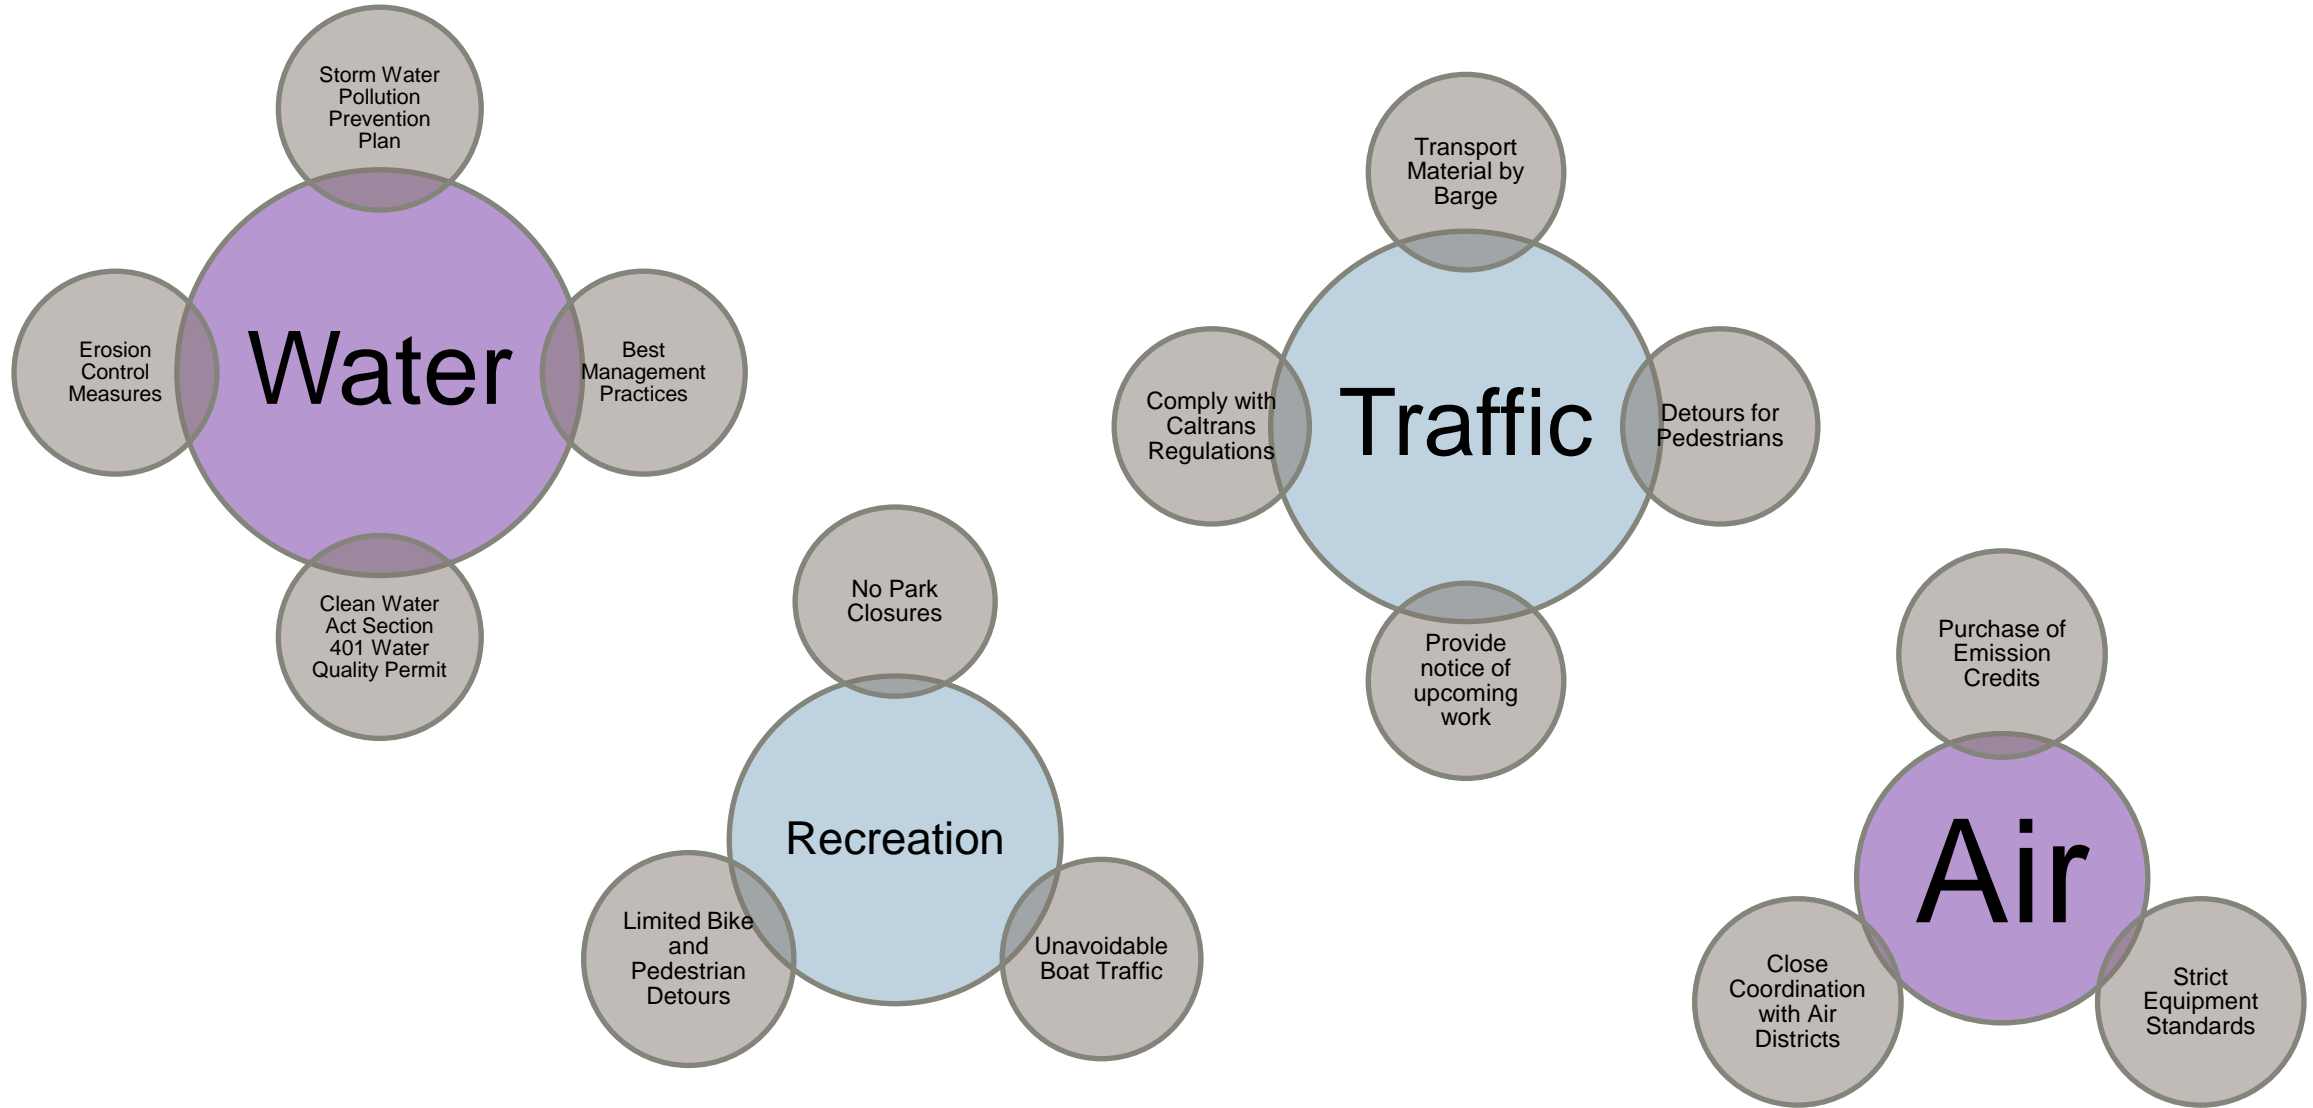 Storm Water
Pollution
Prevention
Plan
Erosion
Control
Measures
Water
Best
Management
Practices
Clean Water
Act Section
401 Water
Quality Permit
Transport
Material by
Barge
Comply with
Caltrans
Regulations
Traffic
Detours for
Pedestrians
Provide
notice of
upcoming
work
No Park
Closures
Recreation
Limited Bike
and
Pedestrian
Detours
Unavoidable
Boat Traffic
Purchase of
Emission
Credits
Air
Close
Coordination
with Air
Districts
Strict
Equipment
Standards